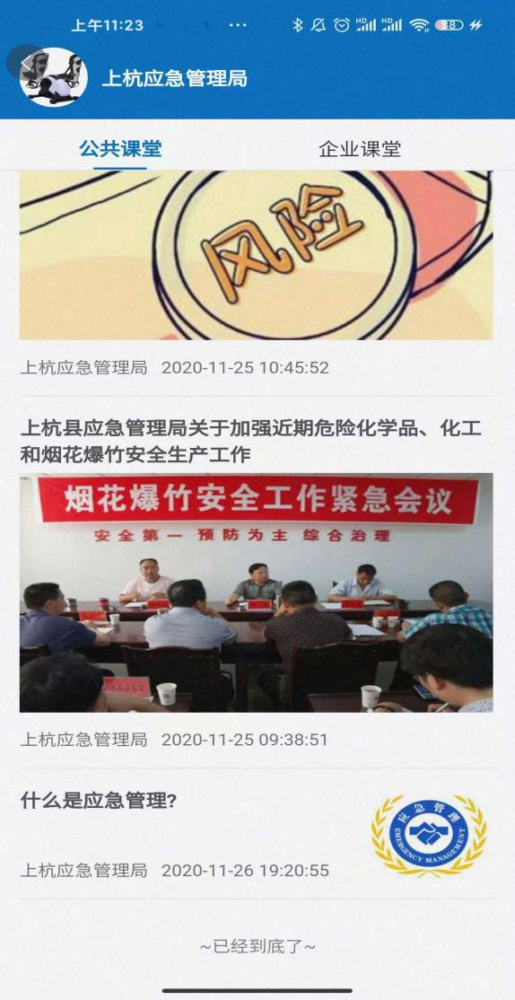 上午11:23
HD
HD
38
上杭应急管理局
公共课堂
企业课堂
风险
上杭应急管理局 2020-11-25 10:45:52
上杭县应急管理局关于加强近期危险化学品、化工
和烟花爆竹安全生产工作
烟花爆竹安全工作紧急会议
安全第一 预防为主 综合治理
上杭应急管理局 2020-11-25 09:38:51
什么是应急管理?
应急管理
EMERGENCY MANAGEMENT
上杭应急管理局 2020-11-26 19:20:55
~已经到底了~